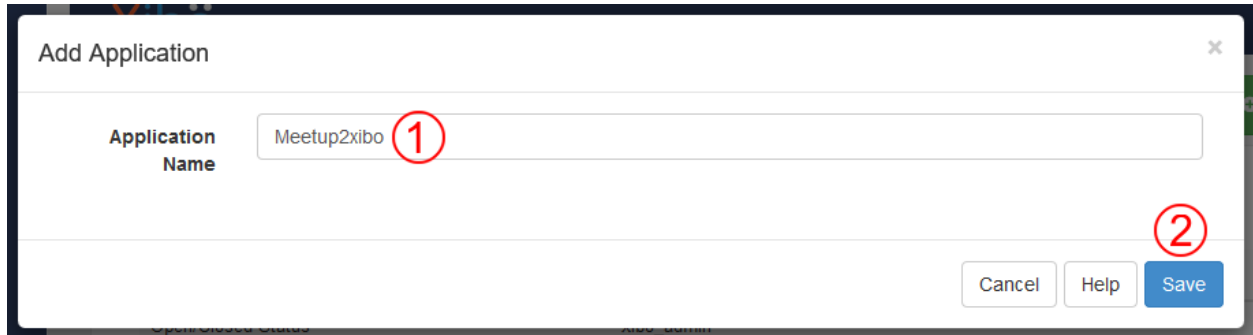 Add Application
×
Application
Name
Meetup2xibo
1
2
Cancel Help Save